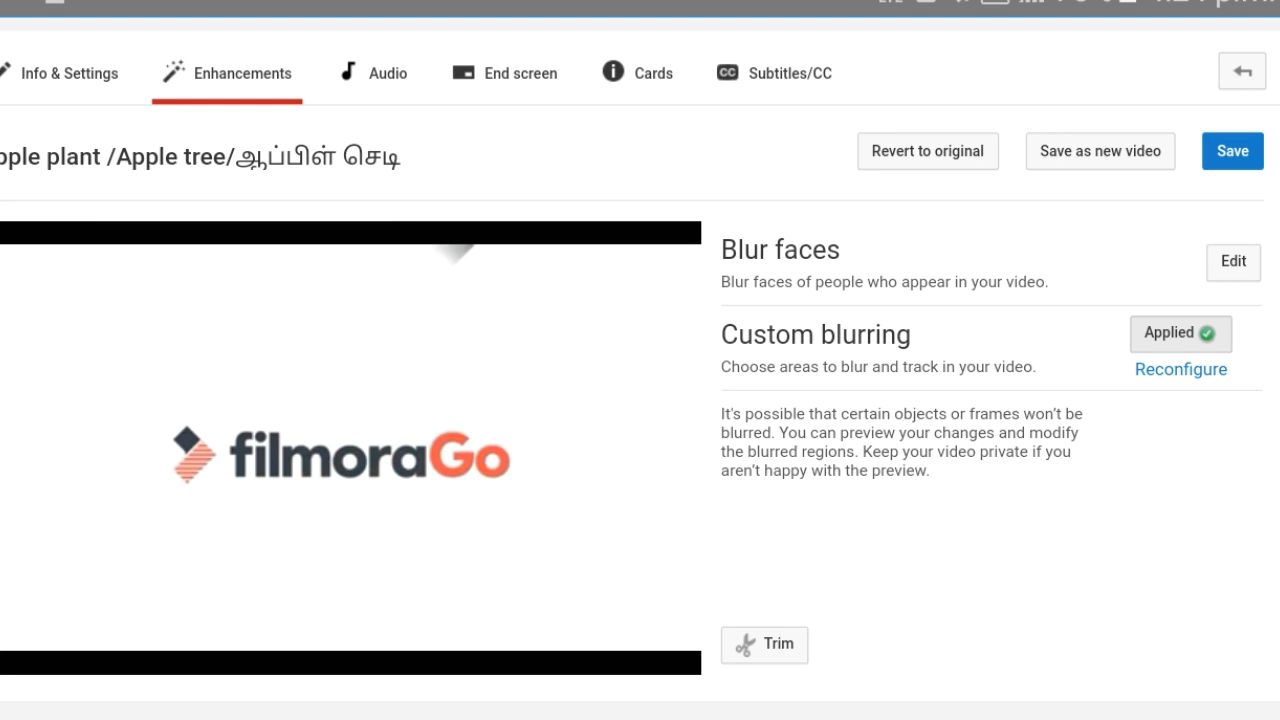 Info & Settings
Enhancements
Audio
End screen
Cards
CC Subtitles/CC
plant /Apple tree/ஆப்பிள் செடி
Revert to original
Save as new video
Save
Blur faces
Edit
Blur faces of people who appear in your video.
Custom blurring
Applied
Choose areas to blur and track in your video.
Reconfigure
It's possible that certain objects or frames won't be
blurred. You can preview your changes and modify
the blurred regions. Keep your video private if you
aren't happy with the preview.
filmoraGo
Trim